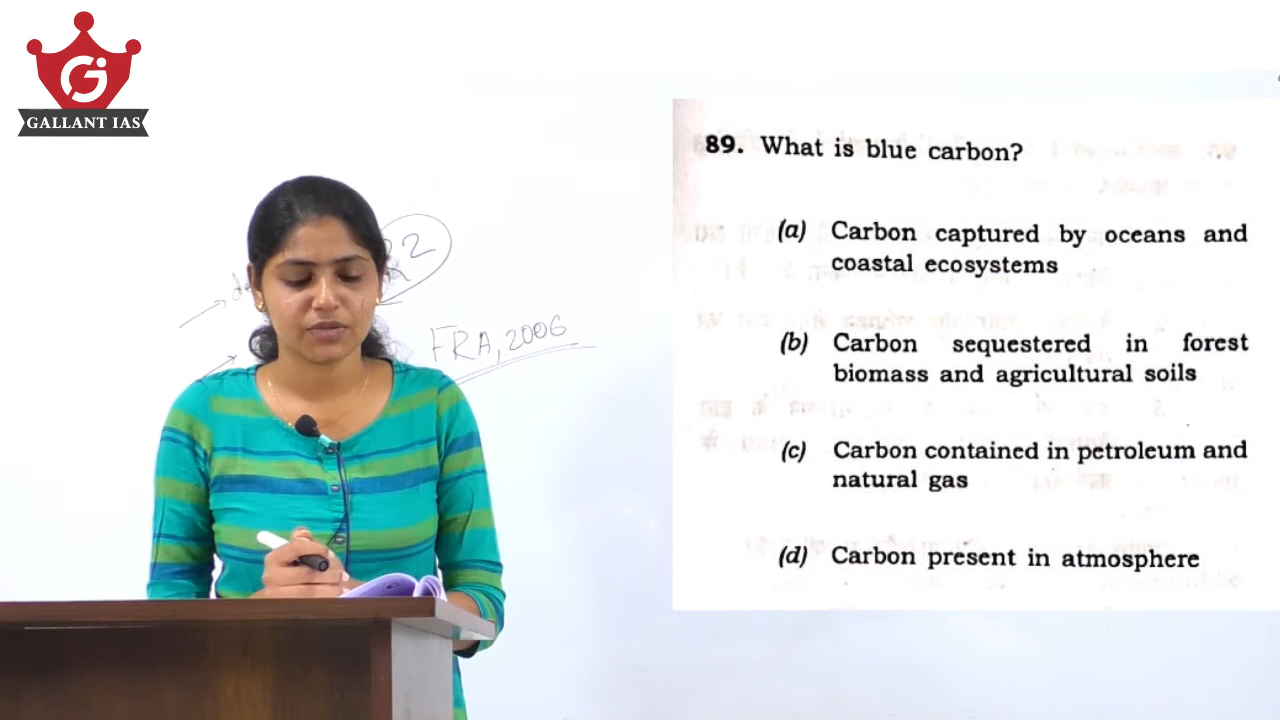 GALLANT IAS
R2
FRA, 2006
89. What is blue carbon?
(a) Carbon captured by oceans and
coastal ecosystems
(b) Carbon sequestered in forest
biomass and agricultural soils
(c) Carbon contained in petroleum and
natural gas
(d) Carbon present in atmosphere